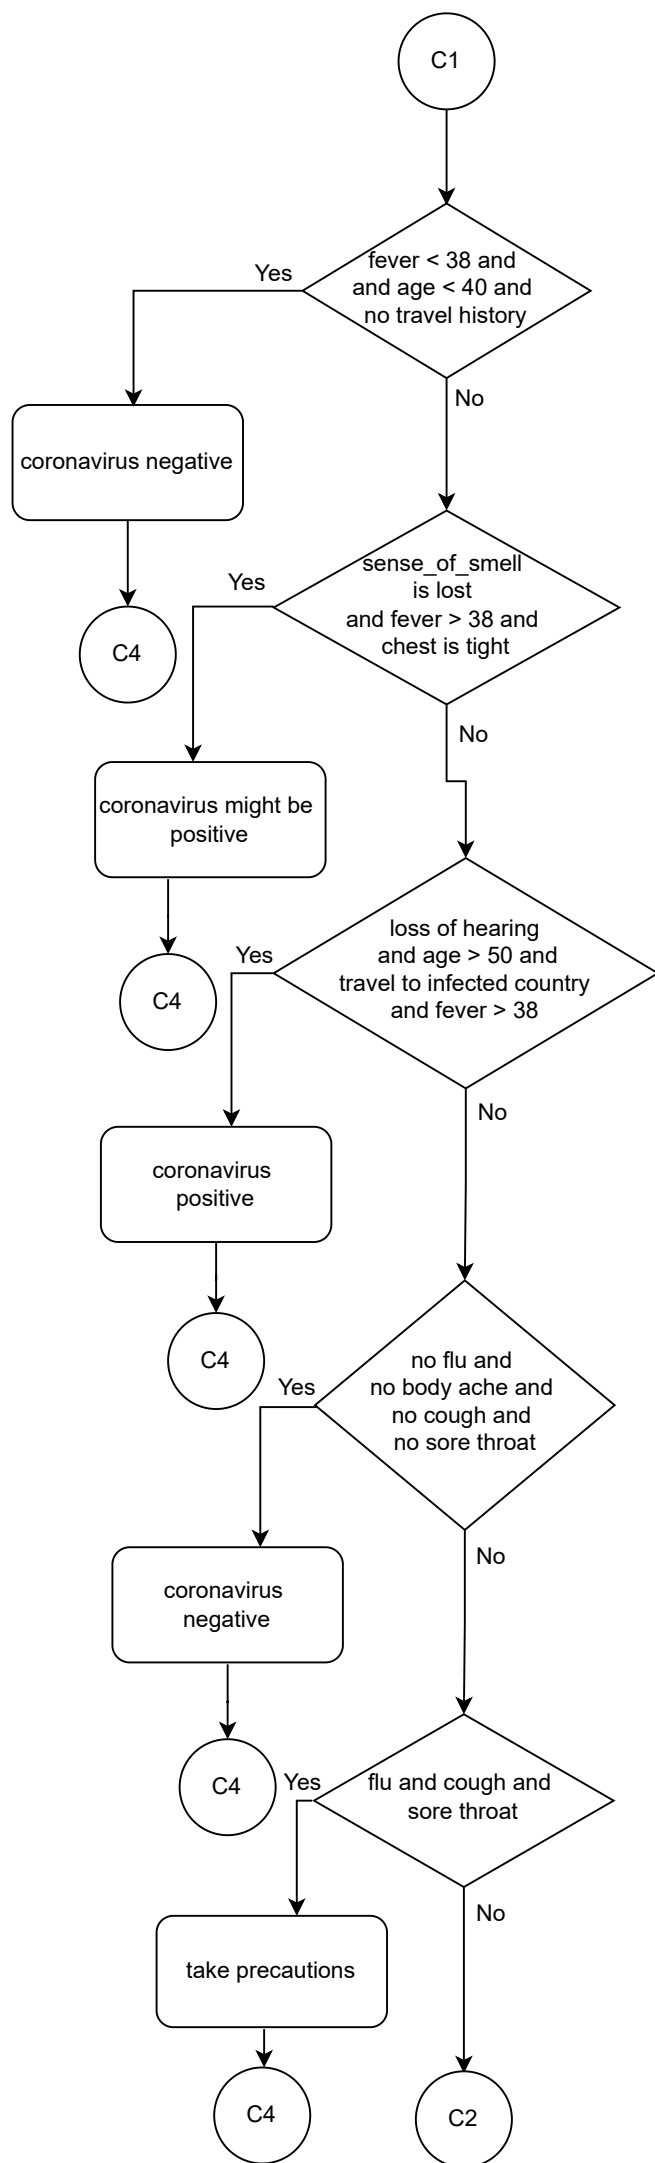 C1
fever < 38 and
and age < 40 and
no travel history
Yes
No
coronavirus negative
C4
sense_of_smell
is lost
and fever > 38 and
chest is tight
Yes
No
coronavirus might be
positive
C4
loss of hearing
and age > 50 and
travel to infected country
and fever > 38
Yes
No
coronavirus
positive
C4
no flu and
no body ache and
no cough and
no sore throat
Yes
No
coronavirus
negative
C4
flu and cough and
sore throat
Yes
No
take precautions
C4
C2